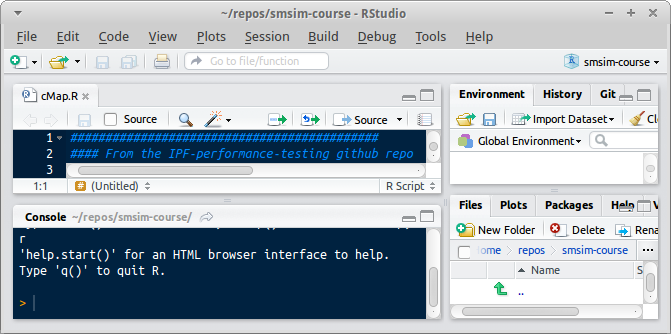 ~/repos/smsim-course - RStudio
File Edit Code View Plots Session Build Debug Tools Help
Go to file/function
smsim-course
cMap.R
Source
Source
1 ############################################
2 #### From the IPF-performance-testing github repo
3
1:1 (Untitled) R Script
Console ~/repos/smsim-course/
r
'help.start()' for an HTML browser interface to help.
Type 'q()' to quit R.
>
Environment History Git
Import Dataset
Global Environment
Files Plots Packages Help
New Folder Delete Rena
repos smsim-course ...
Name
..